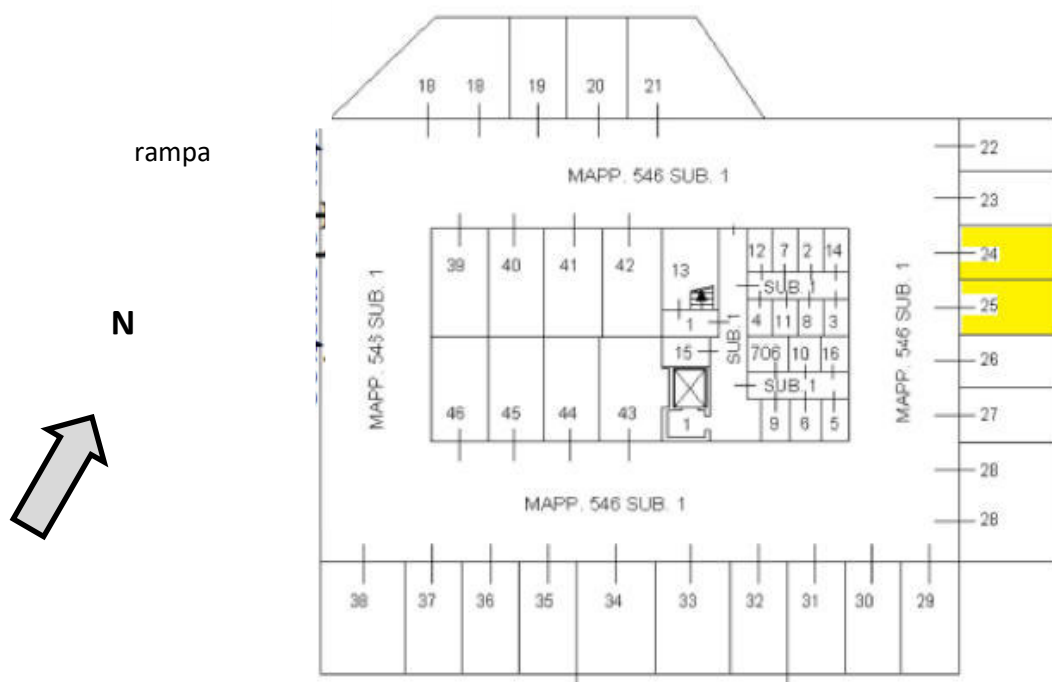 18 18 19 20 21
rampa
22
MAPP. 546 SUB. 1
23
12 7 2 14
24
39 40 41 42 13
SUB. 1
25
N
1
4 11 8 3
MAPP. 546 SUB. 1
SUB. 1
MAPP. 546 SUB. 1
15
706 10 16
26
SUB. 1
46 45 44 43 1
9 6 5
27
28
MAPP. 546 SUB. 1
28
38 37 36 35 34 33 32 31 30 29